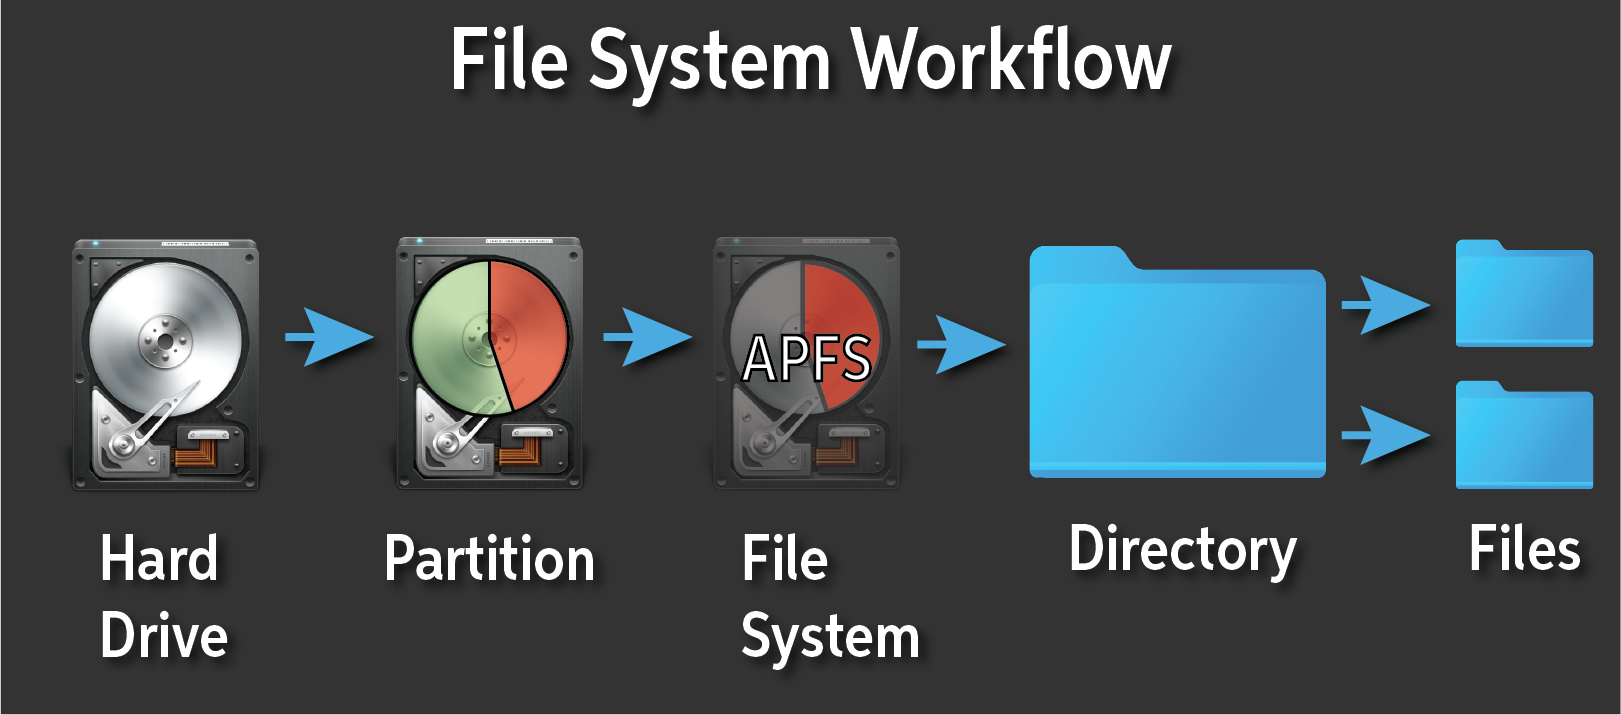 File System Workflow
APFS
Hard
Drive
Partition
File
System
Directory
Files